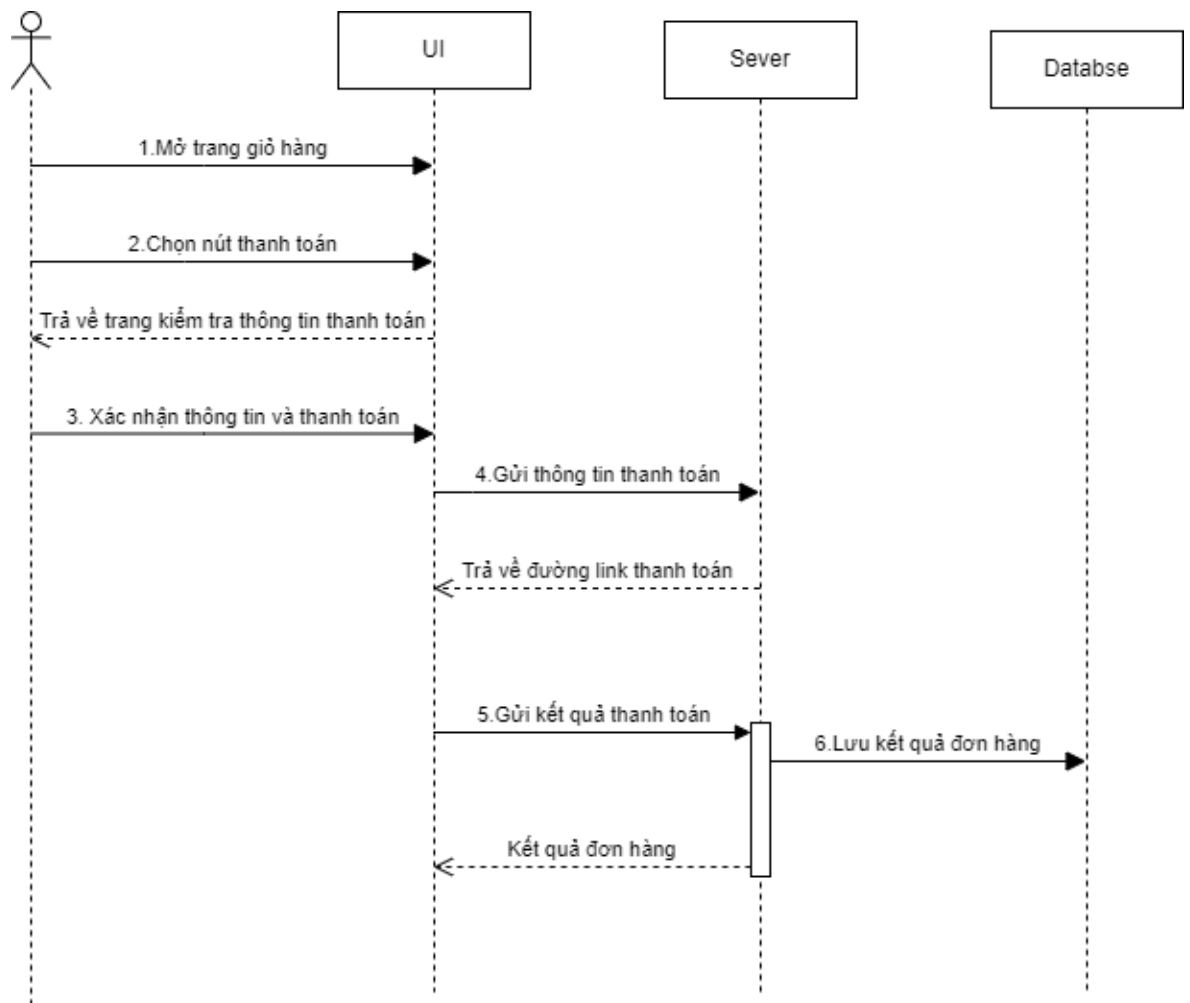 UI
Sever
Databse
1.Mở trang giỏ hàng
2.Chọn nút thanh toán
Trả về trang kiểm tra thông tin thanh toán
3. Xác nhận thông tin và thanh toán
4.Gửi thông tin thanh toán
Trả về đường link thanh toán
5.Gửi kết quả thanh toán
6.Lưu kết quả đơn hàng
Kết quả đơn hàng